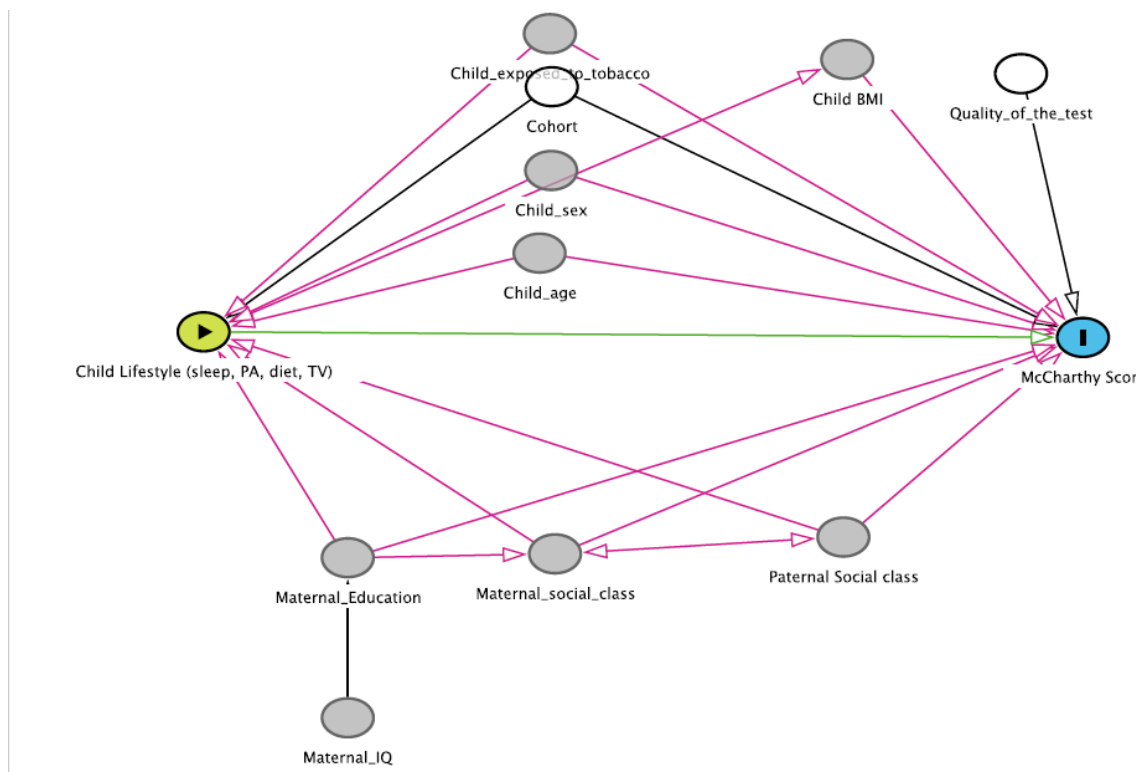 Child_exposed_to_tobacco
Child BMI
Quality_of_the_test
Cohort
Child_sex
Child_age
Child Lifestyle (sleep, PA, diet, TV)
McCharthy Scor
Maternal_Education
Maternal_social_class
Paternal Social class
Maternal_IQ